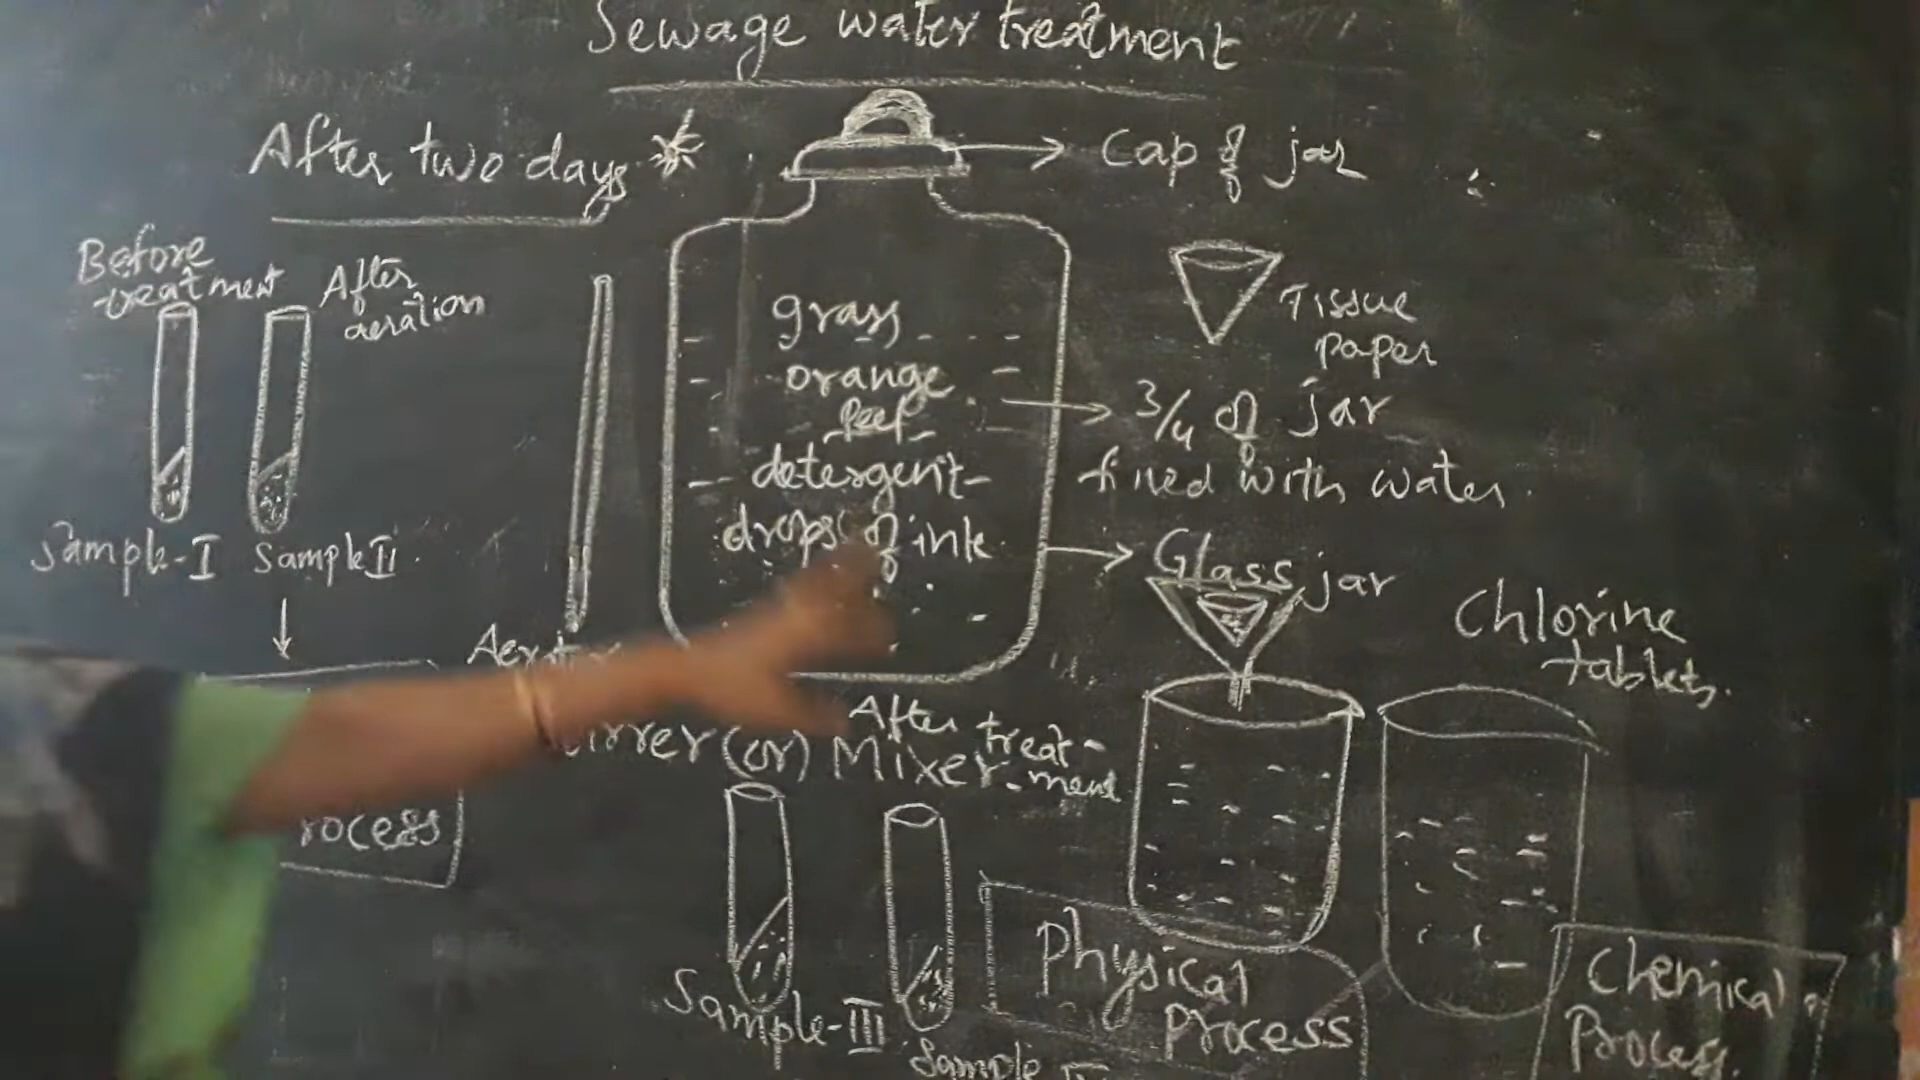 Sewage water treatment
After two days
Cap of jar
Before
treatment
After
aeration
Tissue
paper
grass
orange
Peel
detergent
drops of ink
3/4 of jar
filled with water.
Glass jar
Sample-I
Sample II
Chlorine
tablets.
(or) Mixer
After treat-
ment
Sample-III
Sample
Physical
Process
Chemical
Process.